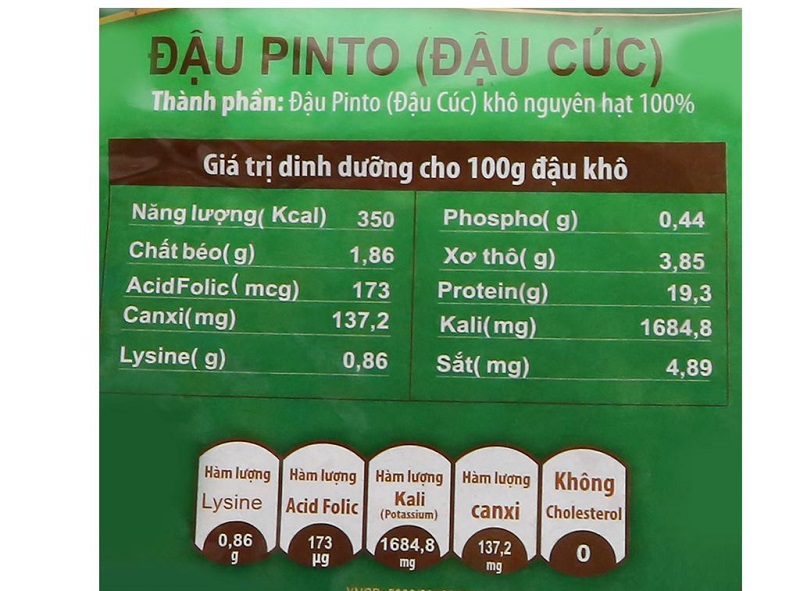 ĐẬU PINTO (ĐẬU CÚC)
Thành phần: Đậu Pinto (Đậu Cúc) khô nguyên hạt 100%
Giá trị dinh dưỡng cho 100g đậu khô
Năng lượng( Kcal) 350
Chất béo( g) 1,86
AcidFolic( mcg) 173
Canxi( mg) 137,2
Lysine( g) 0,86
Phospho( g) 0,44
Xơ thô( g) 3,85
Protein(g) 19,3
Kali( mg) 1684,8
Sắt( mg) 4,89
Hàm lượng
Lysine
0,86
g
Hàm lượng
Acid Folic
173
µg
Hàm lượng
Kali
(Potassium)
1684,8
mg
Hàm lượng
canxi
137,2
mg
Không
Cholesterol
0